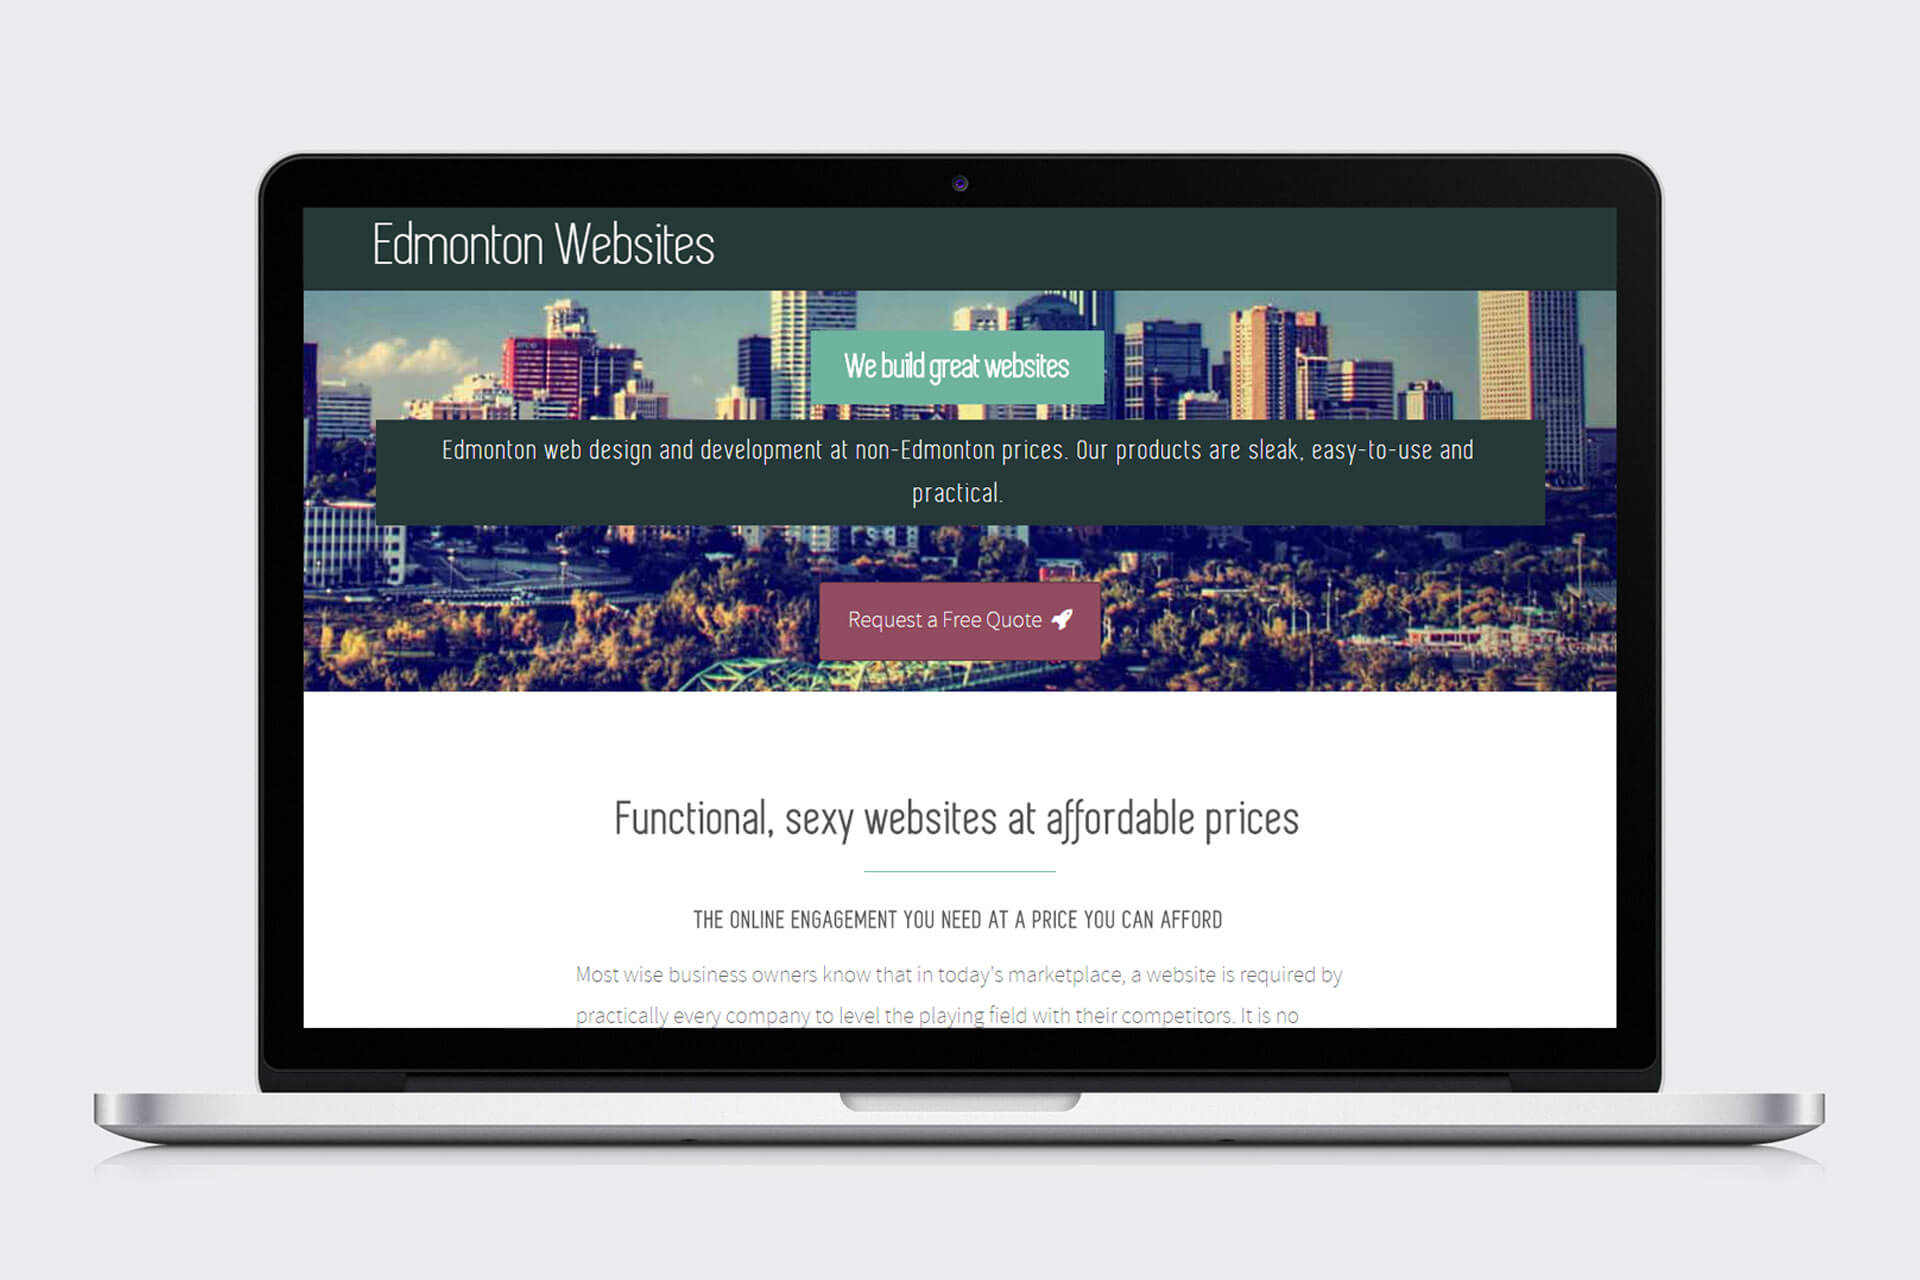 Edmonton Websites
We build great websites
Edmonton web design and development at non-Edmonton prices. Our products are sleak, easy-to-use and
practical.
Request a Free Quote
Functional, sexy websites at affordable prices
THE ONLINE ENGAGEMENT YOU NEED AT A PRICE YOU CAN AFFORD
Most wise business owners know that in today's marketplace, a website is required by
practically every company to level the playing field with their competitors. It is no